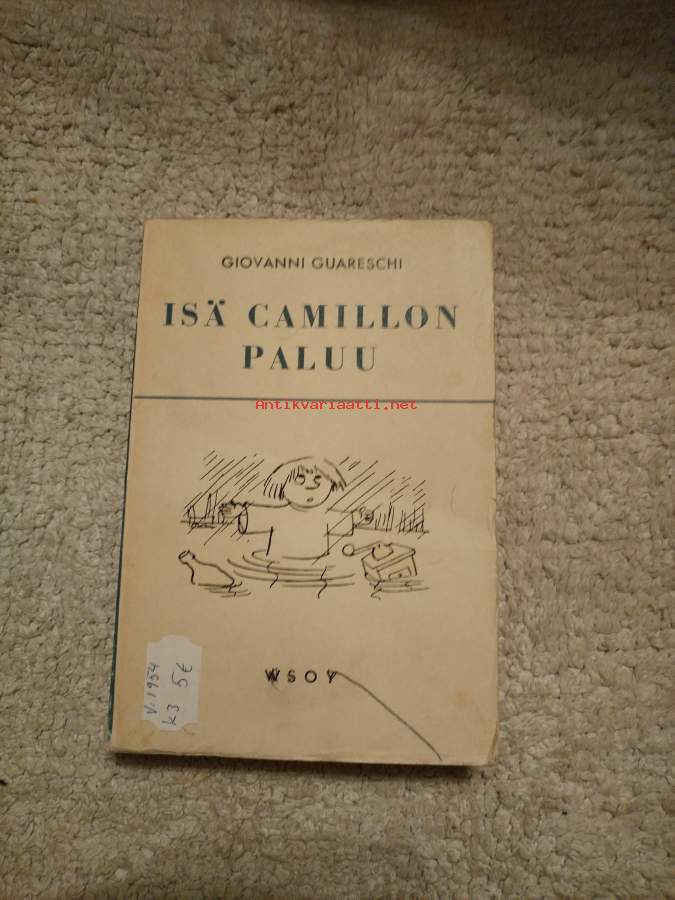 GIOVANNI GUARESCHI
ISÄ CAMILLON
PALUU
Antikvariaatti.net
WSOY
V. 1954
K3 5€